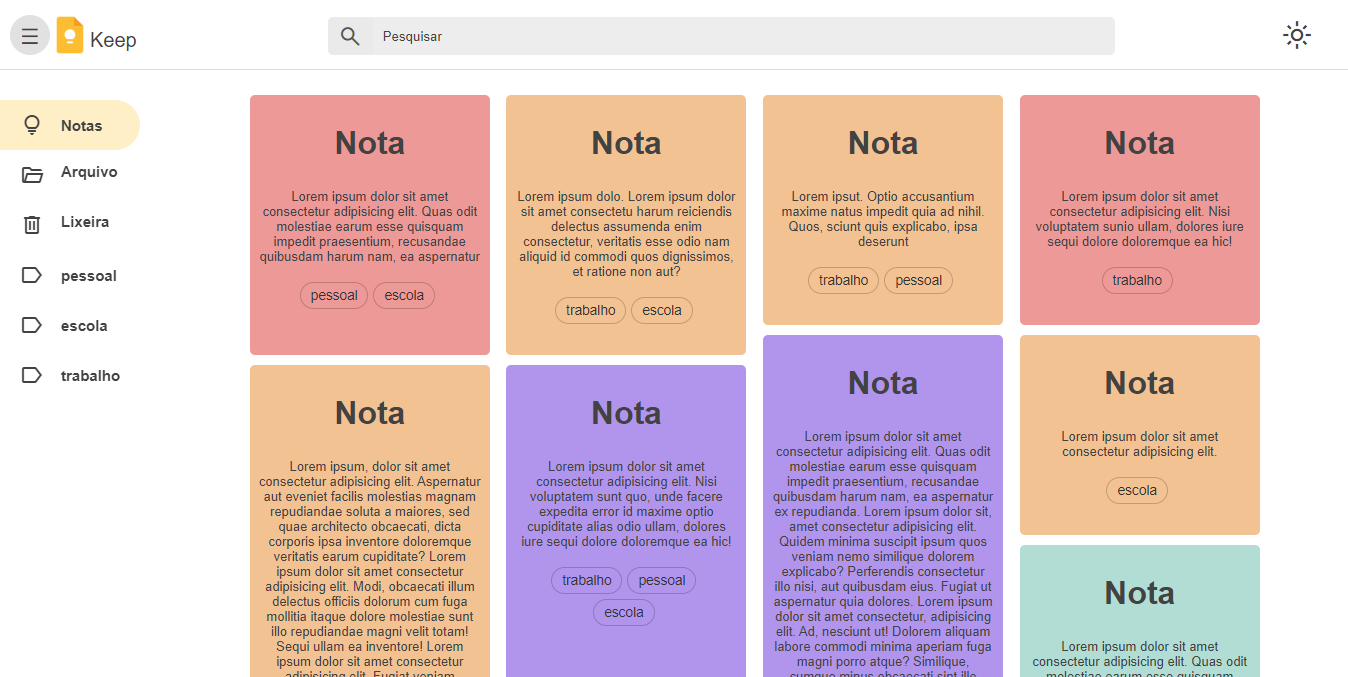 Keep
Pesquisar
Notas
Arquivo
Lixeira
pessoal
escola
trabalho
Nota
Lorem ipsum dolor sit amet
consectetur adipisicing elit. Quas odit
molestiae earum esse quisquam
impedit praesentium, recusandae
quibusdam harum nam, ea aspernatur
pessoal
escola
Nota
Lorem ipsum, dolor sit amet
consectetur adipisicing elit. Aspernatur
aut eveniet facilis molestias magnam
repudiandae soluta a maiores, sed
quae architecto obcaecati, dicta
corporis ipsa inventore doloremque
veritatis earum cupiditate? Lorem
ipsum dolor sit amet consectetur
adipisicing elit. Modi, obcaecati illum
delectus officiis dolorum cum fuga
mollitia itaque dolore molestiae sunt
illo repudiandae magni velit totam!
Sequi ullam ea inventore! Lorem
ipsum dolor sit amet consectetur
adipisicing elit. Fugiat veniam
Nota
Lorem ipsum dolo. Lorem ipsum dolor
sit amet consectetu harum reiciendis
delectus assumenda enim
consectetur, veritatis esse odio nam
aliquid id commodi quos dignissimos,
et ratione non aut?
trabalho
escola
Nota
Lorem ipsum dolor sit amet
consectetur adipisicing elit. Nisi
voluptatem sunt quo, unde facere
expedita error id maxime optio
cupiditate alias odio ullam, dolores
iure sequi dolore doloremque ea hic!
trabalho
pessoal
escola
Nota
Lorem ipsut. Optio accusantium
maxime natus impedit quia ad nihil.
Quos, sciunt quis explicabo, ipsa
deserunt
trabalho
pessoal
Nota
Lorem ipsum dolor sit amet
consectetur adipisicing elit. Quas odit
molestiae earum esse quisquam
impedit praesentium, recusandae
quibusdam harum nam, ea aspernatur
ex repudianda. Lorem ipsum dolor sit,
amet consectetur adipisicing elit.
Quidem minima suscipit ipsum quos
veniam nemo similique dolorem
explicabo? Perferendis consectetur
illo nisi, aut quibusdam eius. Fugiat ut
aspernatur quia dolores. Lorem ipsum
dolor sit amet consectetur, adipisicing
elit. Ad, nesciunt ut! Dolorem aliquam
labore commodi minima aperiam fuga
magni porro atque? Similique,
cumque minus obcaecati sint illo
Nota
Lorem ipsum dolor sit amet
consectetur adipisicing elit. Nisi
voluptatem sunio ullam, dolores iure
sequi dolore doloremque ea hic!
trabalho
Nota
Lorem ipsum dolor sit amet
consectetur adipisicing elit.
escola
Nota
Lorem ipsum dolor sit amet
consectetur adipisicing elit. Quas odit
molestiae earum esse quisquam